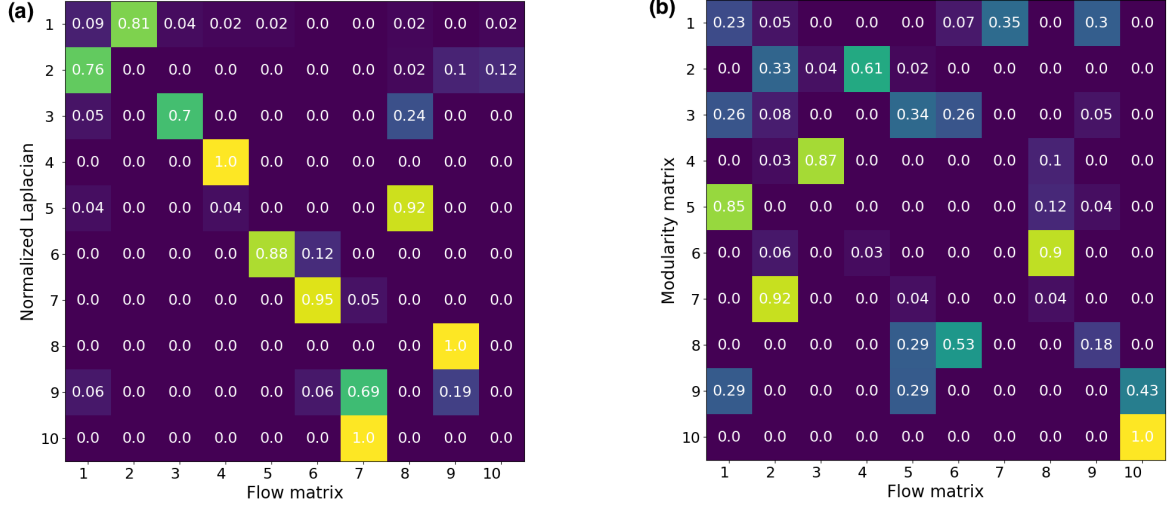 (a)
Normalized Laplacian
1 0.09 0.81 0.04 0.02 0.02 0.0 0.0 0.02 0.0 0.02
2 0.76 0.0 0.0 0.0 0.0 0.0 0.0 0.02 0.1 0.12
3 0.05 0.0 0.7 0.0 0.0 0.0 0.0 0.24 0.0 0.0
4 0.0 0.0 0.0 1.0 0.0 0.0 0.0 0.0 0.0 0.0
5 0.04 0.0 0.0 0.04 0.0 0.0 0.0 0.92 0.0 0.0
6 0.0 0.0 0.0 0.0 0.88 0.12 0.0 0.0 0.0 0.0
7 0.0 0.0 0.0 0.0 0.0 0.95 0.05 0.0 0.0 0.0
8 0.0 0.0 0.0 0.0 0.0 0.0 0.0 0.0 1.0 0.0
9 0.06 0.0 0.0 0.0 0.0 0.06 0.69 0.0 0.19 0.0
10 0.0 0.0 0.0 0.0 0.0 0.0 1.0 0.0 0.0 0.0
1 2 3 4 5 6 7 8 9 10
Flow matrix
(b)
Modularity matrix
1 0.23 0.05 0.0 0.0 0.0 0.07 0.35 0.0 0.3 0.0
2 0.0 0.33 0.04 0.61 0.02 0.0 0.0 0.0 0.0 0.0
3 0.26 0.08 0.0 0.0 0.34 0.26 0.0 0.0 0.05 0.0
4 0.0 0.03 0.87 0.0 0.0 0.0 0.0 0.1 0.0 0.0
5 0.85 0.0 0.0 0.0 0.0 0.0 0.0 0.12 0.04 0.0
6 0.0 0.06 0.0 0.03 0.0 0.0 0.0 0.9 0.0 0.0
7 0.0 0.92 0.0 0.0 0.04 0.0 0.0 0.04 0.0 0.0
8 0.0 0.0 0.0 0.0 0.29 0.53 0.0 0.0 0.18 0.0
9 0.29 0.0 0.0 0.0 0.29 0.0 0.0 0.0 0.0 0.43
10 0.0 0.0 0.0 0.0 0.0 0.0 0.0 0.0 0.0 1.0
1 2 3 4 5 6 7 8 9 10
Flow matrix